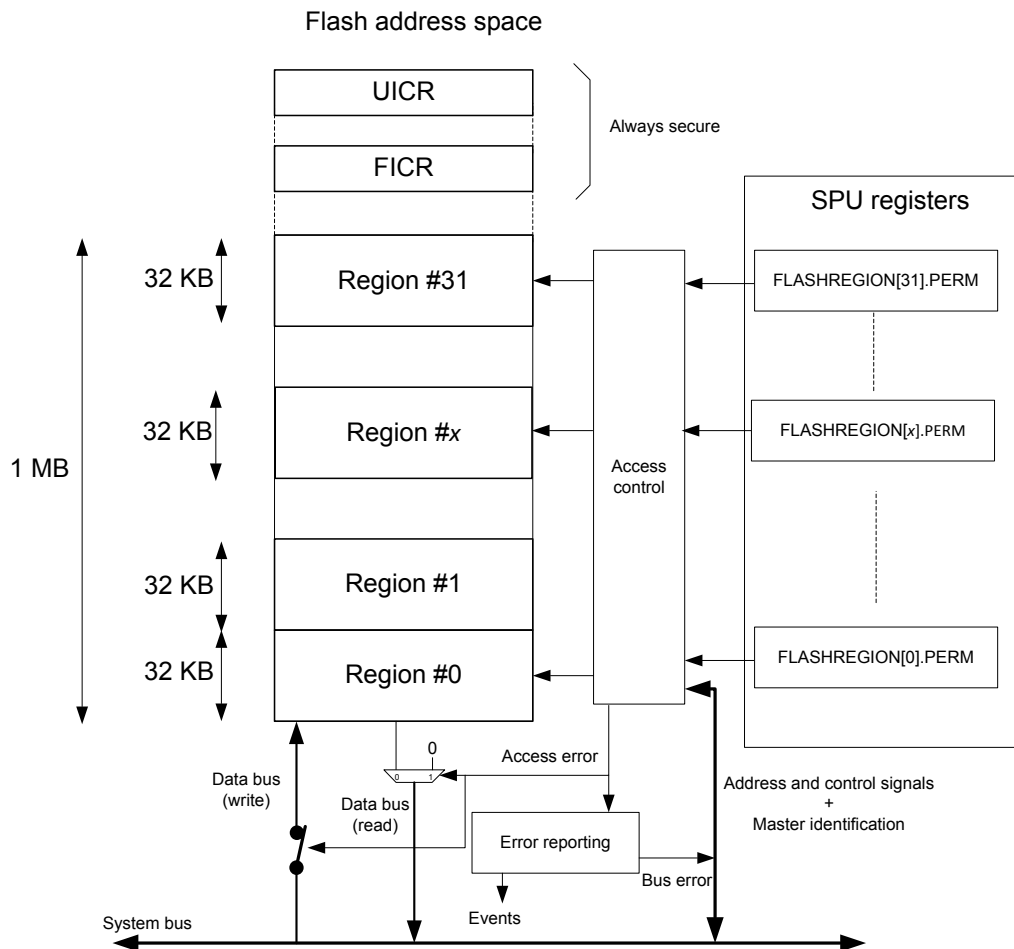 Flash address space
UICR
Always secure
FICR
SPU registers
32 KB
Region #31
FLASHREGION[31].PERM
32 KB
Region #x
FLASHREGION[x].PERM
1 MB
Access
control
32 KB
Region #1
32 KB
Region #0
FLASHREGION[0].PERM
0
Access error
0 1
Data bus
(write)
Data bus
(read)
Address and control signals
+
Master identification
Error reporting
Bus error
Events
System bus